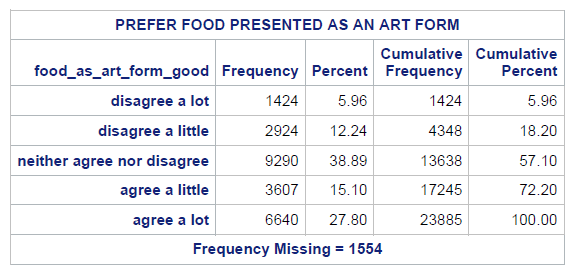 PREFER FOOD PRESENTED AS AN ART FORM
food_as_art_form_good Frequency Percent Cumulative Frequency Cumulative Percent
disagree a lot 1424 5.96 1424 5.96
disagree a little 2924 12.24 4348 18.20
neither agree nor disagree 9290 38.89 13638 57.10
agree a little 3607 15.10 17245 72.20
agree a lot 6640 27.80 23885 100.00
Frequency Missing = 1554